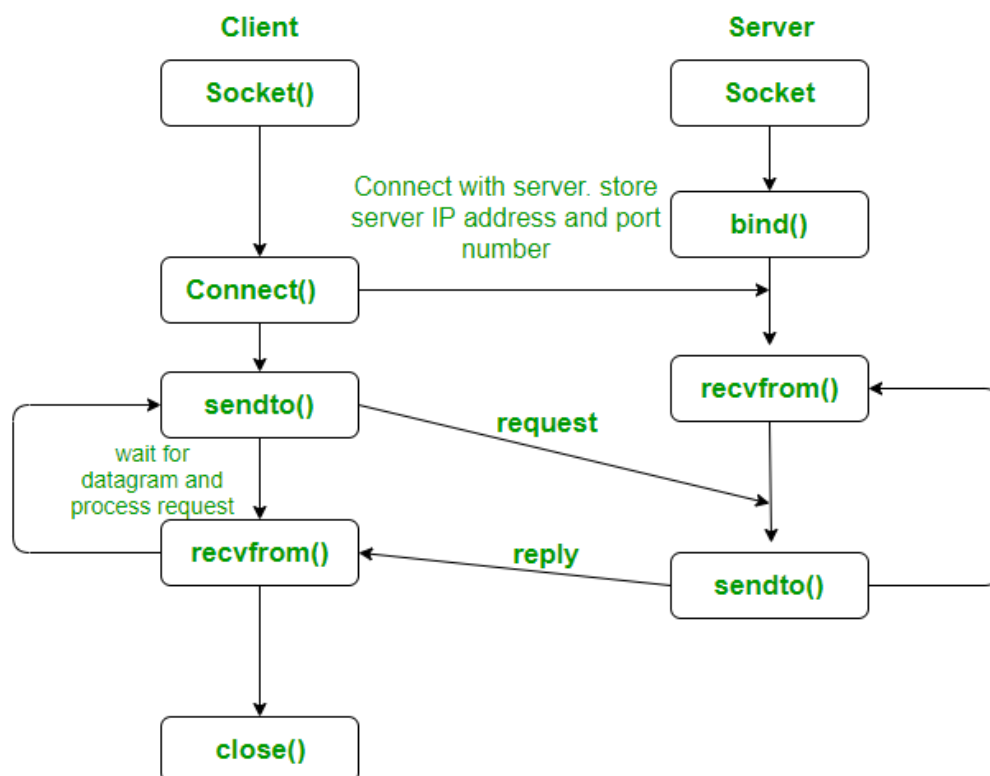 Client
Server
Socket()
Socket
Connect with server. store
server IP address and port
number
bind()
Connect()
recvfrom()
sendto()
request
wait for
datagram and
process request
recvfrom()
reply
sendto()
close()